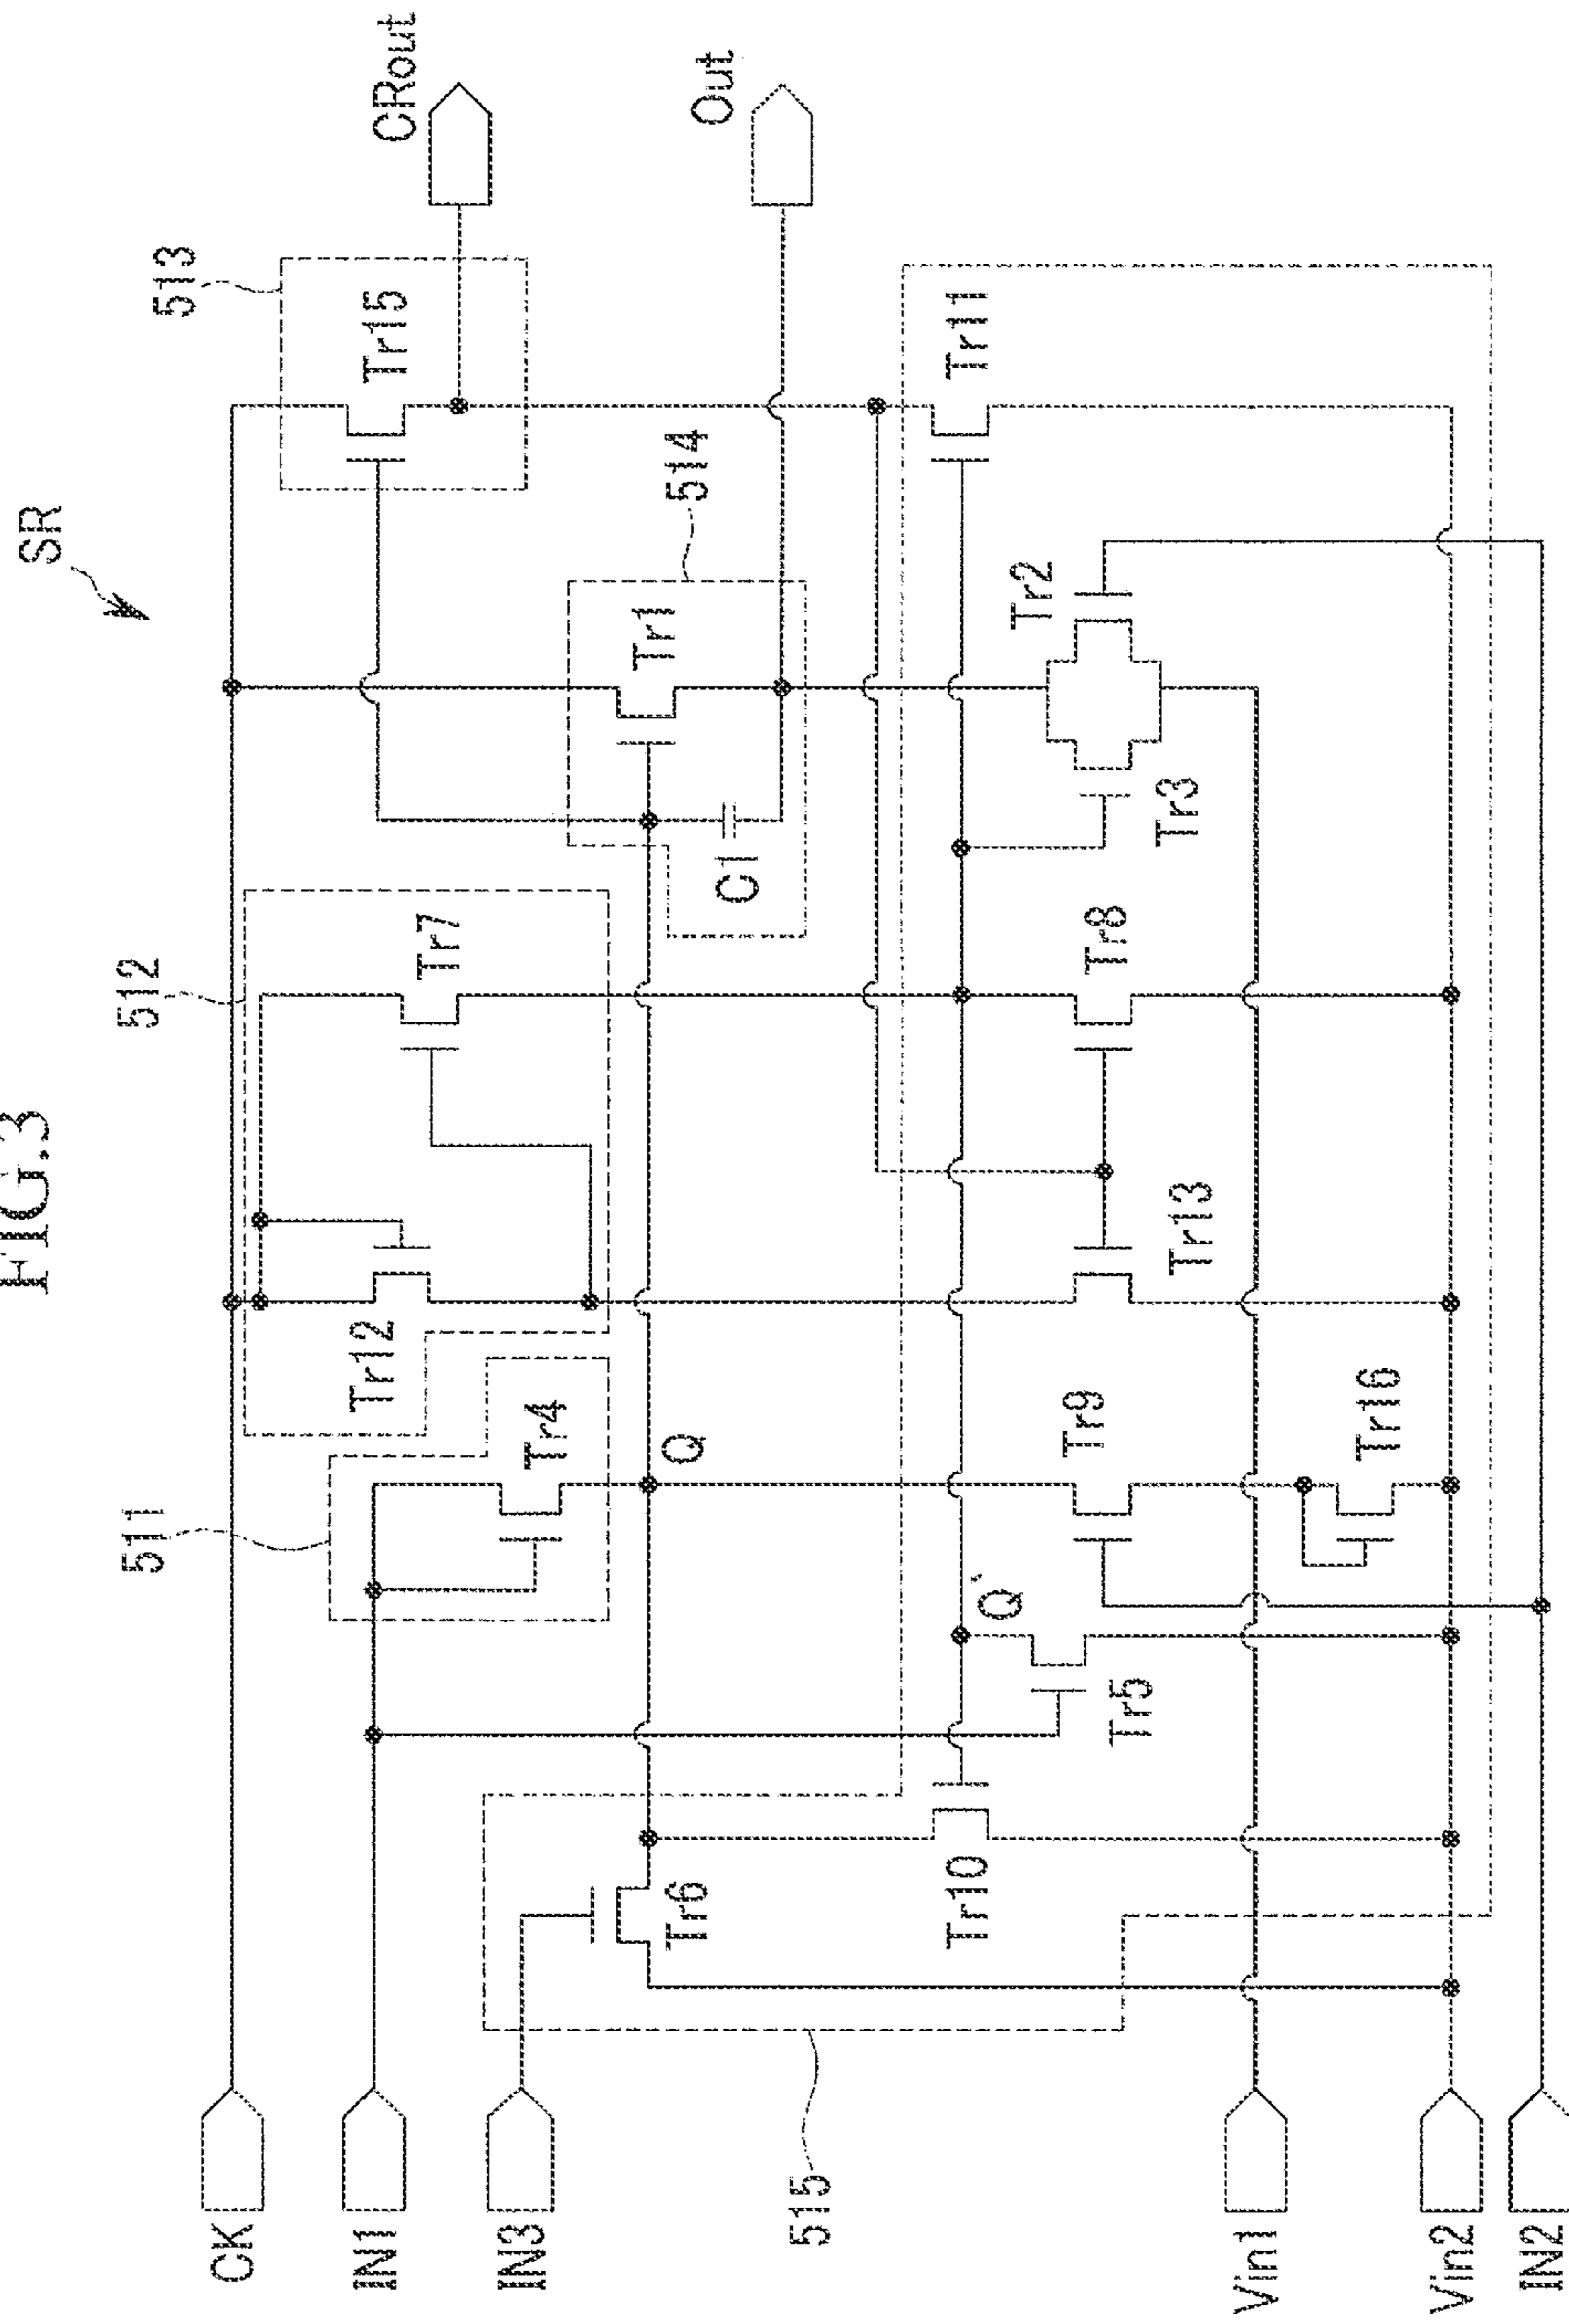 FIG.3
SR
511
512
513
514
515
CK
IN1
IN3
Vin1
Vin2
IN2
CRout
Out
Tr12
Tr7
Tr15
Tr4
Tr1
C1
Q
Q`
Tr6
Tr10
Tr5
Tr9
Tr16
Tr13
Tr8
Tr3
Tr2
Tr11